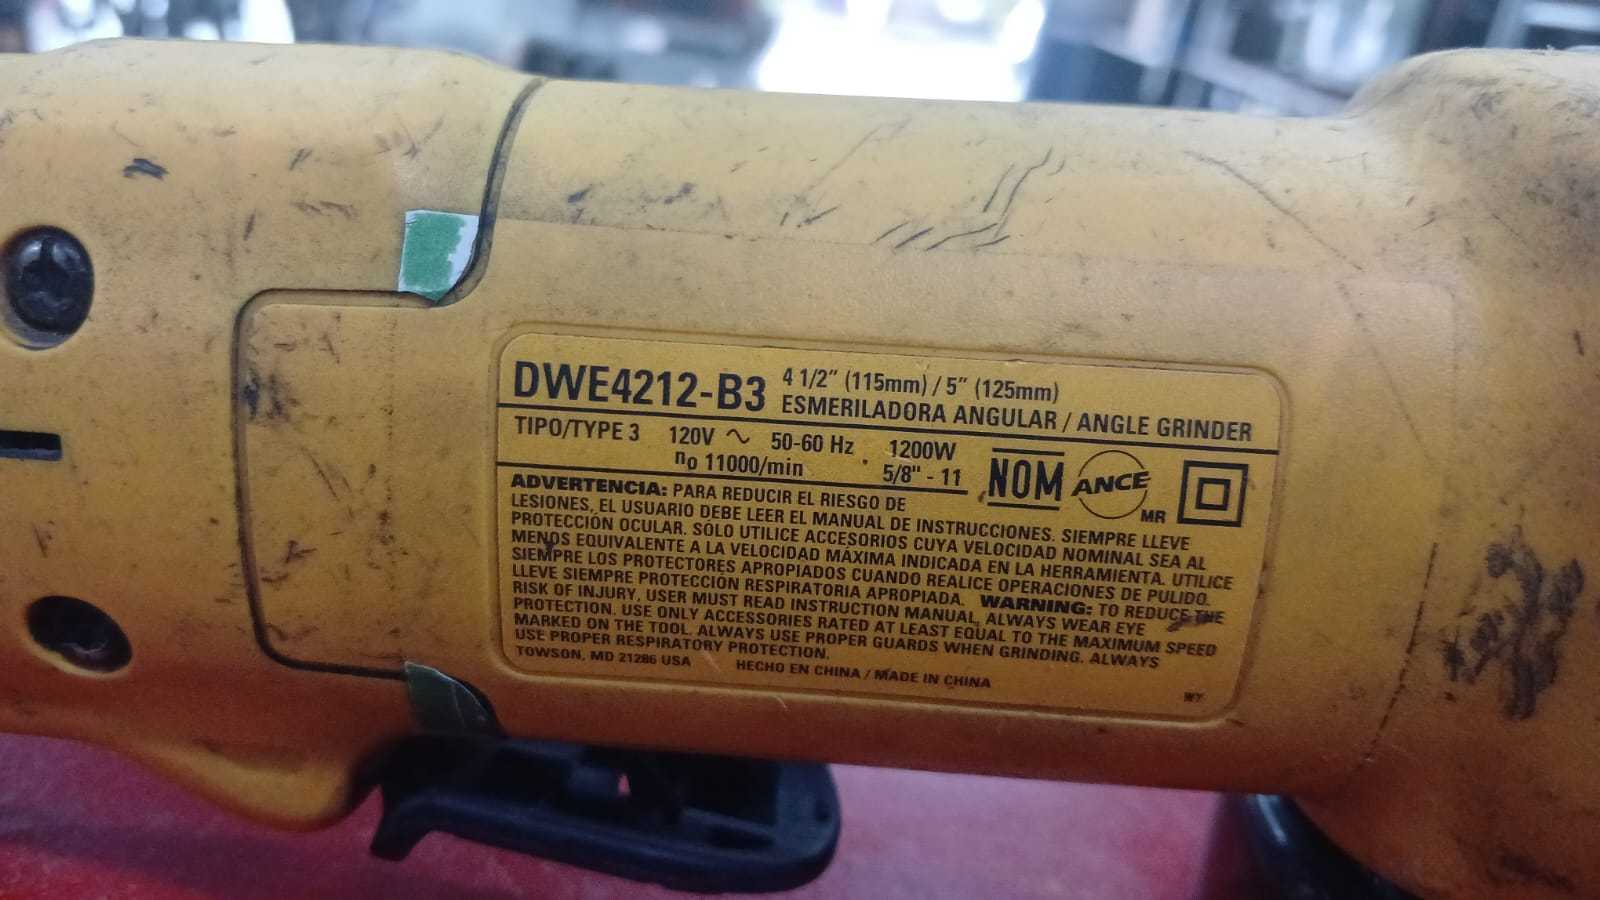 DWE4212-B3
4 1/2" (115mm) / 5" (125mm)
ESMERILADORA ANGULAR / ANGLE GRINDER
TIPO/TYPE 3 120V ~ 50-60 Hz 1200W
no 11000/min 5/8" - 11
NOM ANCE MR
ADVERTENCIA: PARA REDUCIR EL RIESGO DE
LESIONES, EL USUARIO DEBE LEER EL MANUAL DE INSTRUCCIONES. SIEMPRE LLEVE
PROTECCIÓN OCULAR. SÓLO UTILICE ACCESORIOS CUYA VELOCIDAD NOMINAL SEA AL
MENOS EQUIVALENTE A LA VELOCIDAD MÁXIMA INDICADA EN LA HERRAMIENTA. UTILICE
SIEMPRE LOS PROTECTORES APROPIADOS CUANDO REALICE OPERACIONES DE PULIDO.
LLEVE SIEMPRE PROTECCIÓN RESPIRATORIA APROPIADA. WARNING: TO REDUCE THE
RISK OF INJURY, USER MUST READ INSTRUCTION MANUAL. ALWAYS WEAR EYE
PROTECTION. USE ONLY ACCESSORIES RATED AT LEAST EQUAL TO THE MAXIMUM SPEED
MARKED ON THE TOOL. ALWAYS USE PROPER GUARDS WHEN GRINDING. ALWAYS
USE PROPER RESPIRATORY PROTECTION.
TOWSON, MD 21286 USA HECHO EN CHINA / MADE IN CHINA
WY